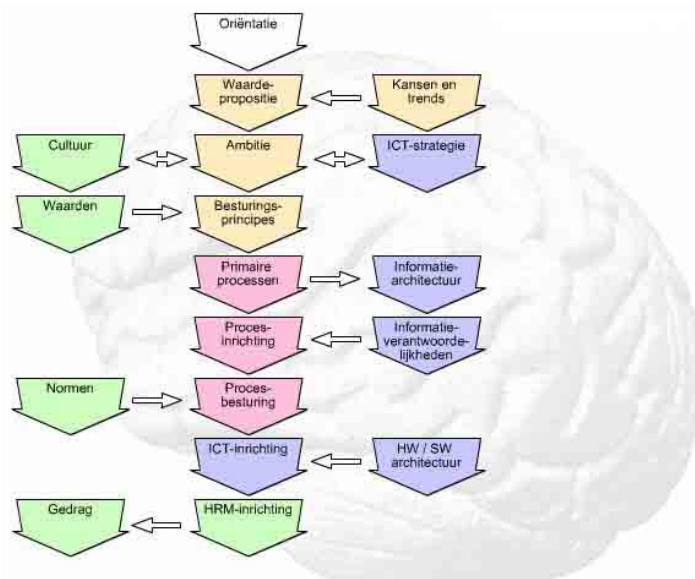 Oriëntatie
Waarde-
propositie
Kansen en
trends
Cultuur
Ambitie
ICT-strategie
Waarden
Besturings-
principes
Primaire
processen
Informatie-
architectuur
Proces-
inrichting
Informatie-
verantwoorde-
lijkheden
Normen
Proces-
besturing
ICT-inrichting
HW / SW
architectuur
Gedrag
HRM-inrichting